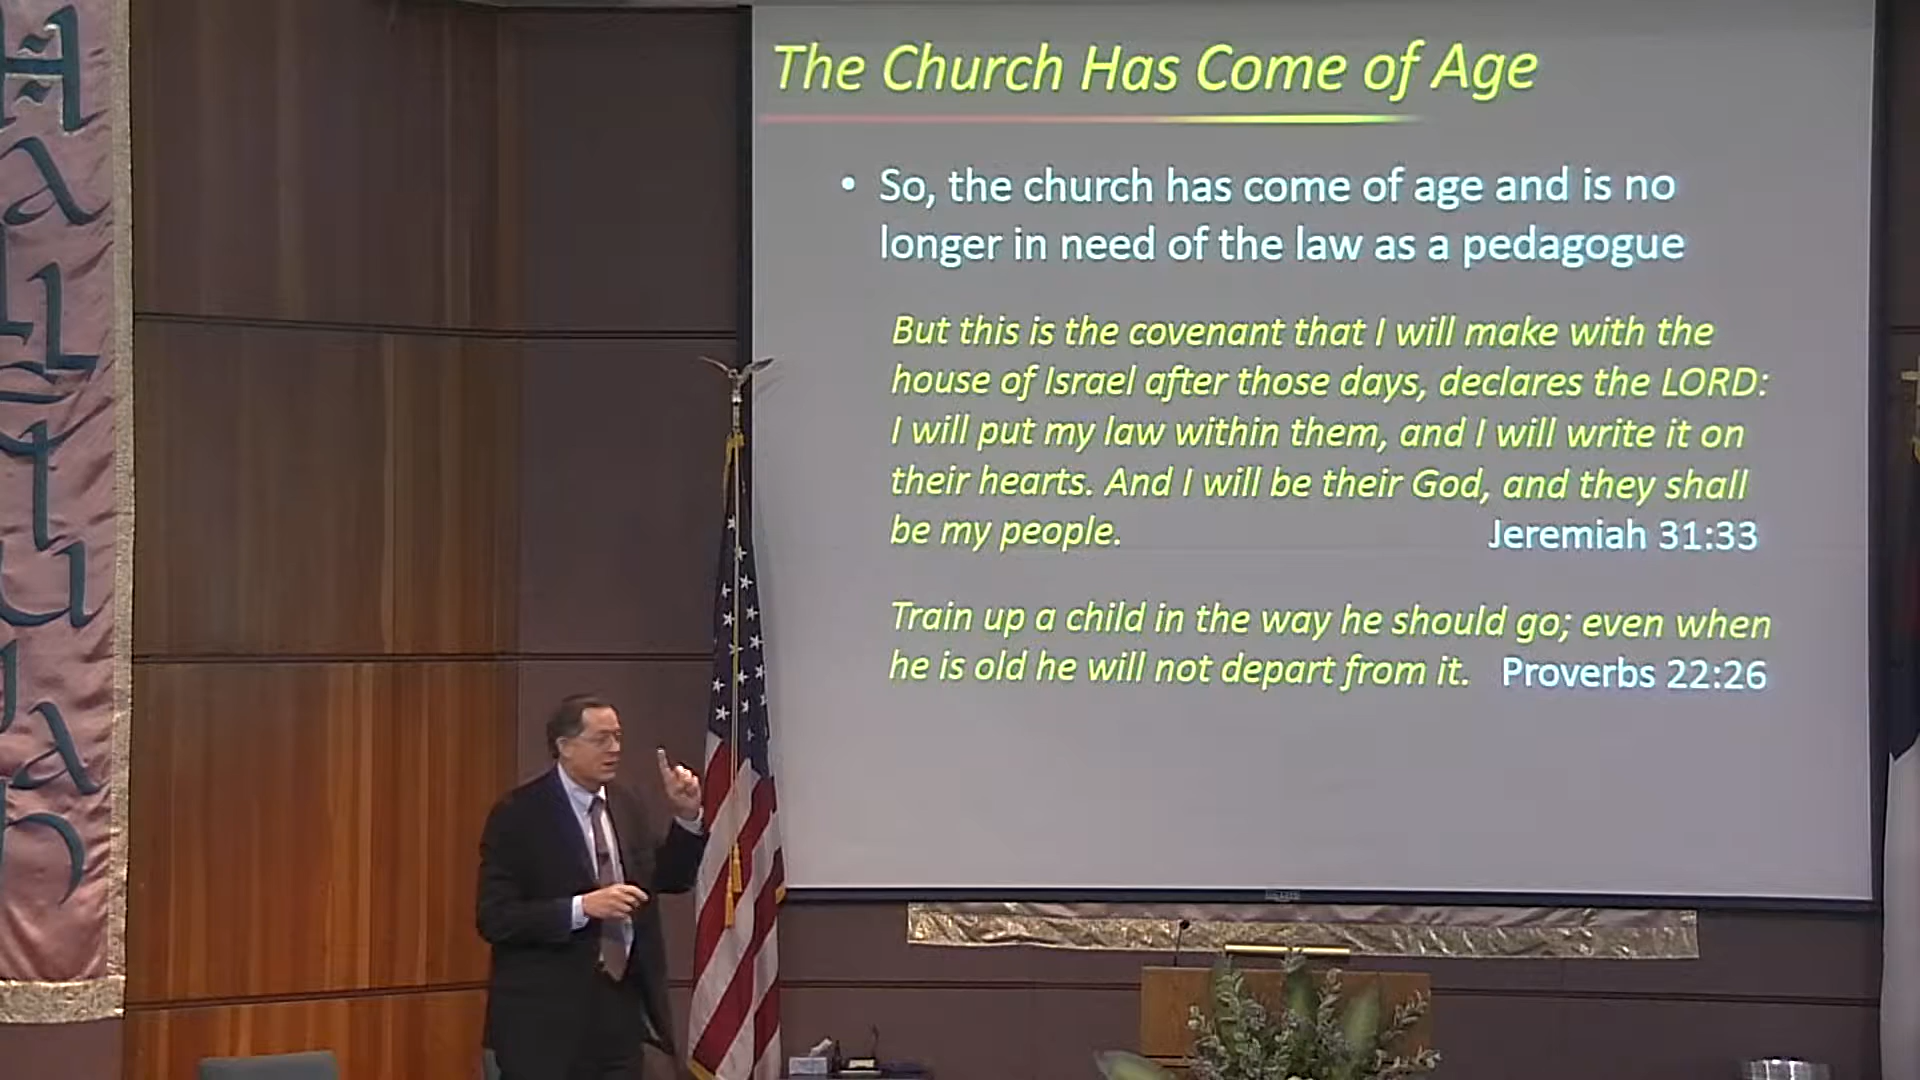 Hallelujah
The Church Has Come of Age
• So, the church has come of age and is no
longer in need of the law as a pedagogue
But this is the covenant that I will make with the
house of Israel after those days, declares the LORD:
I will put my law within them, and I will write it on
their hearts. And I will be their God, and they shall
be my people. Jeremiah 31:33
Train up a child in the way he should go; even when
he is old he will not depart from it. Proverbs 22:26